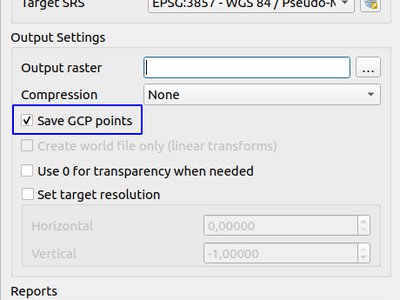 Target SRS EPSG:3857 - WGS 84 / Pseudo-M
Output Settings
Output raster ...
Compression None
Save GCP points
Create world file only (linear transforms)
Use 0 for transparency when needed
Set target resolution
Horizontal 0,00000
Vertical -1,00000
Reports